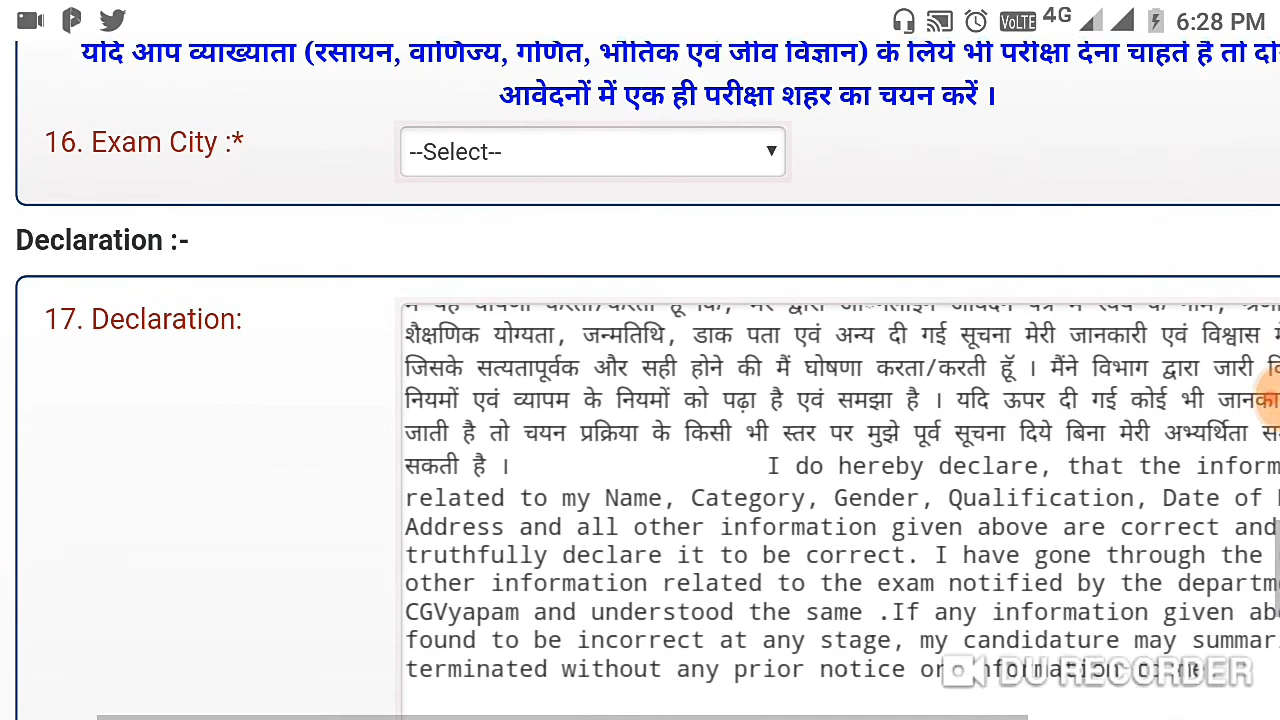 VoLTE 4G 6:28 PM
यदि आप व्याख्याता (रसायन, वाणिज्य, गणित, भौतिक एवं जीव विज्ञान) के लिये भी परीक्षा देना चाहते है तो
आवेदनों में एक ही परीक्षा शहर का चयन करें ।
16. Exam City :*
--Select--
Declaration :-
17. Declaration:
शैक्षणिक योग्यता, जन्मतिथि, डाक पता एवं अन्य दी गई सूचना मेरी जानकारी एवं विश्वास
जिसके सत्यतापूर्वक और सही होने की मैं घोषणा करता/करती हूॅ । मैंने विभाग द्वारा जारी
नियमों एवं व्यापम के नियमों को पढ़ा है एवं समझा है । यदि ऊपर दी गई कोई भी
जाती है तो चयन प्रक्रिया के किसी भी स्तर पर मुझे पूर्व सूचना दिये बिना मेरी अभ्यर्थिता
सकती है । I do hereby declare, that the inform
related to my Name, Category, Gender, Qualification, Date of
Address and all other information given above are correct and
truthfully declare it to be correct. I have gone through the
other information related to the exam notified by the departm
CGVyapam and understood the same .If any information given abo
found to be incorrect at any stage, my candidature may summari
terminated without any prior notice or
DU RECORDER